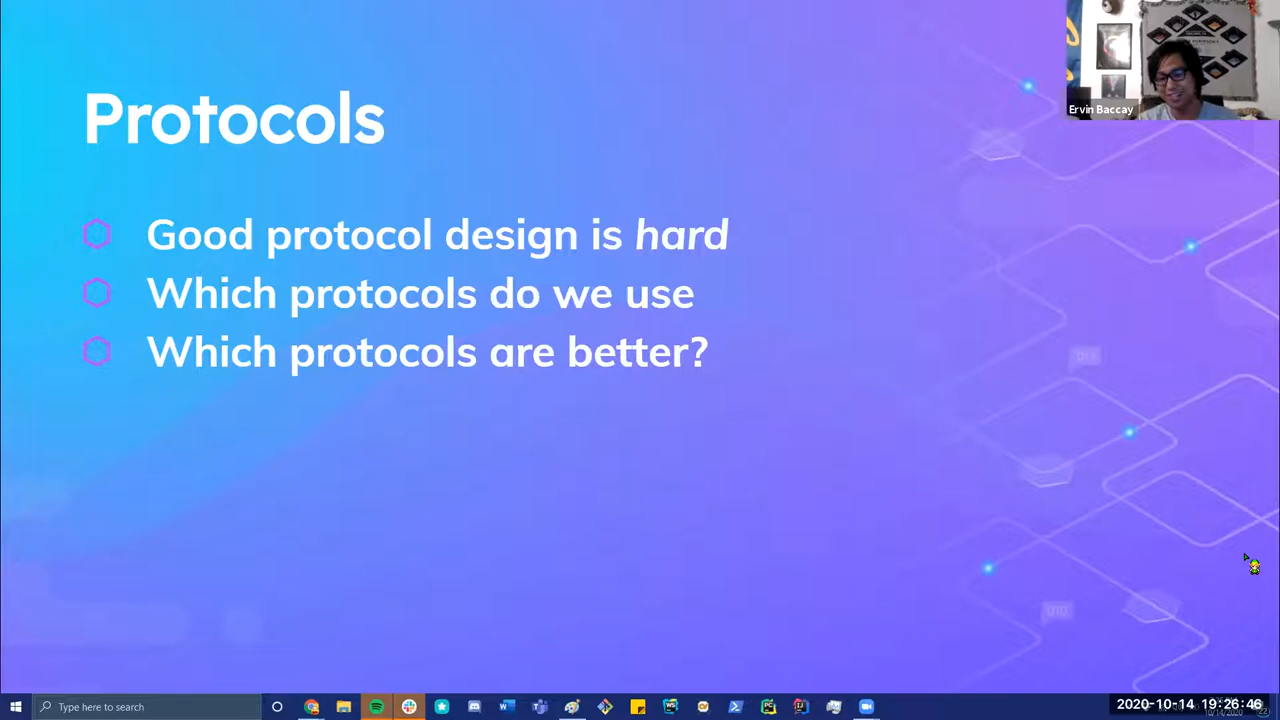 Protocols
Ervin Baccay
Good protocol design is hard
Which protocols do we use
Which protocols are better?
Type here to search
2020-10-14 19:26:46